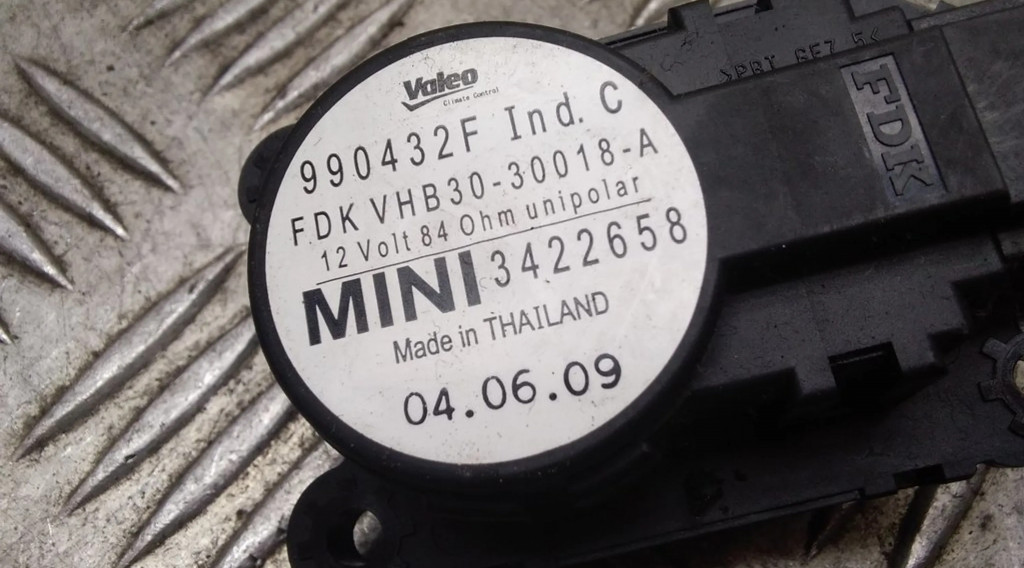 Valeo
Climate Control
990432F Ind. C
FDK VHB30-30018-A
12 Volt 84 Ohm unipolar
MINI 3422658
Made in THAILAND
04.06.09
FDK